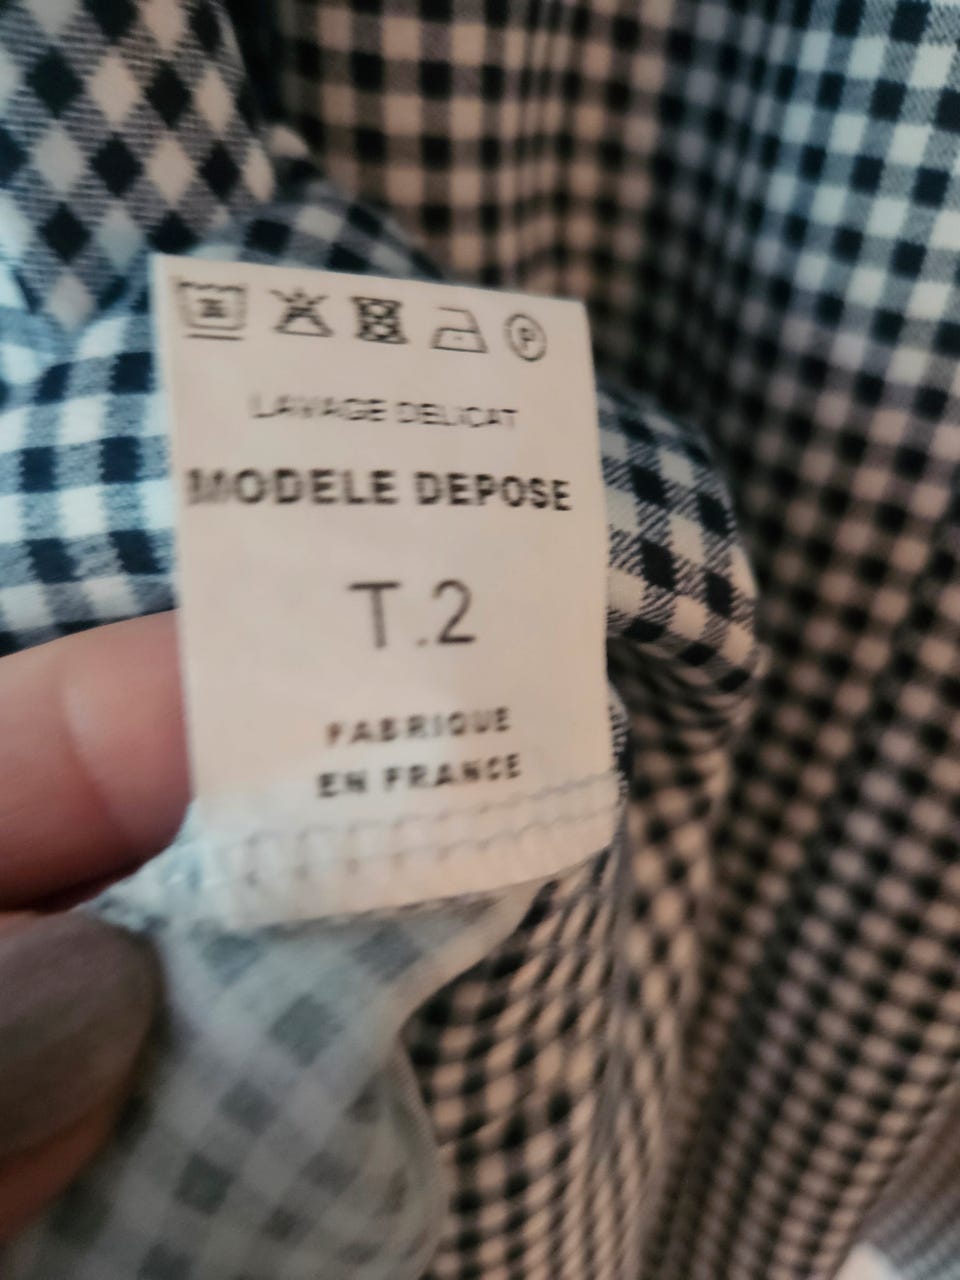 P
LAVAGE DELICAT
MODELE DEPOSE
T.2
FABRIQUE
EN FRANCE